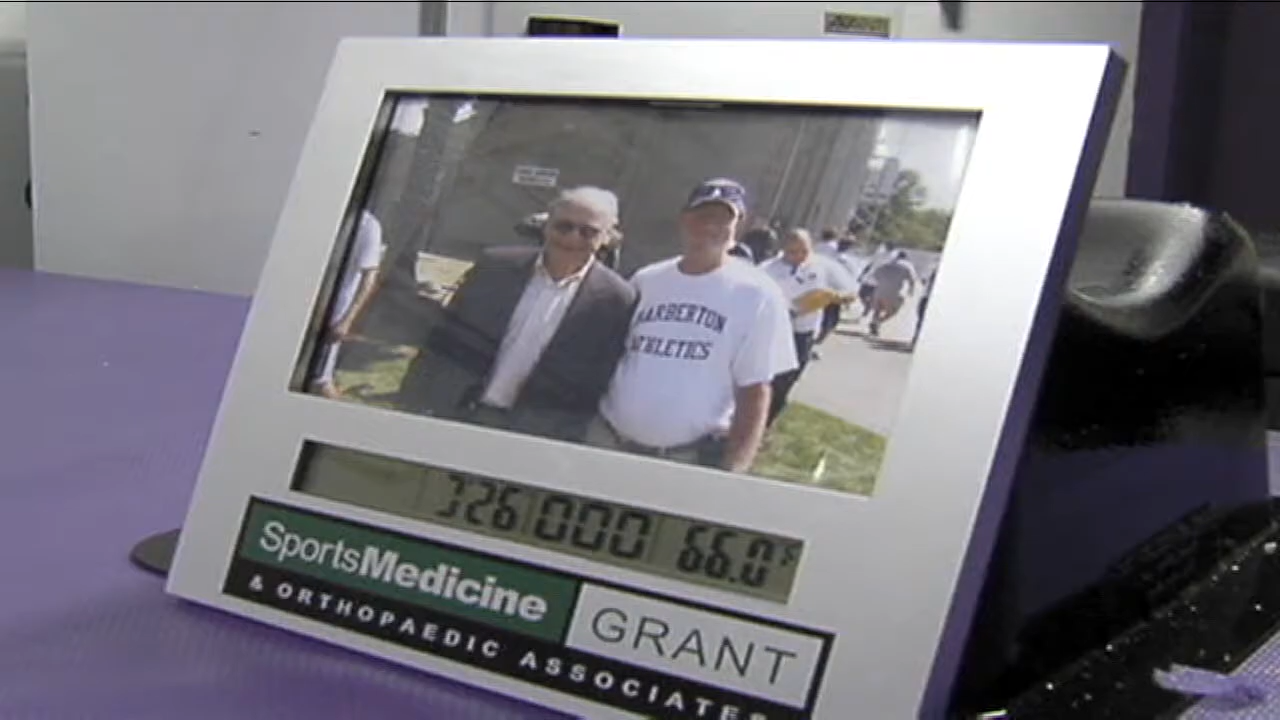 BARBERTON
ATHLETICS
326 000 66.0°F
SportsMedicine GRANT
& ORTHOPAEDIC ASSOCIATES